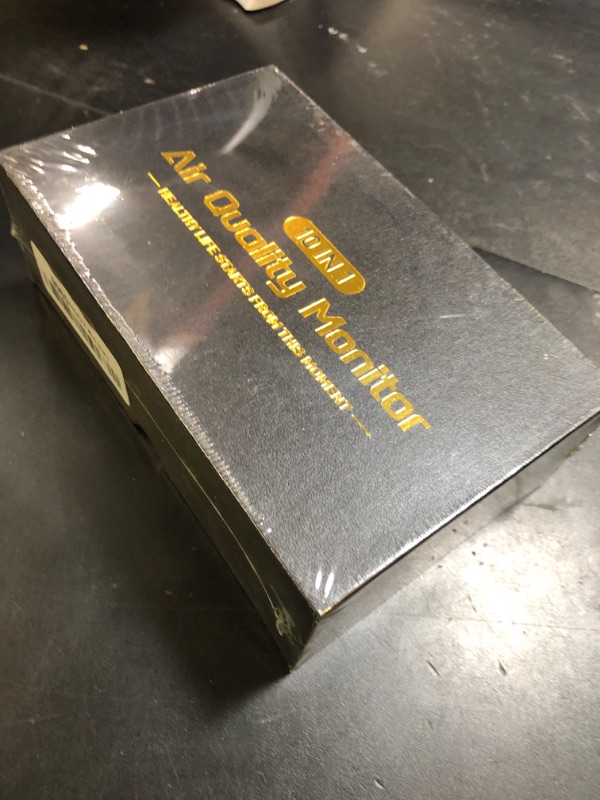 10 IN 1
Air Quality Monitor
HEALTHY LIFE STARTS FROM THIS MOMENT